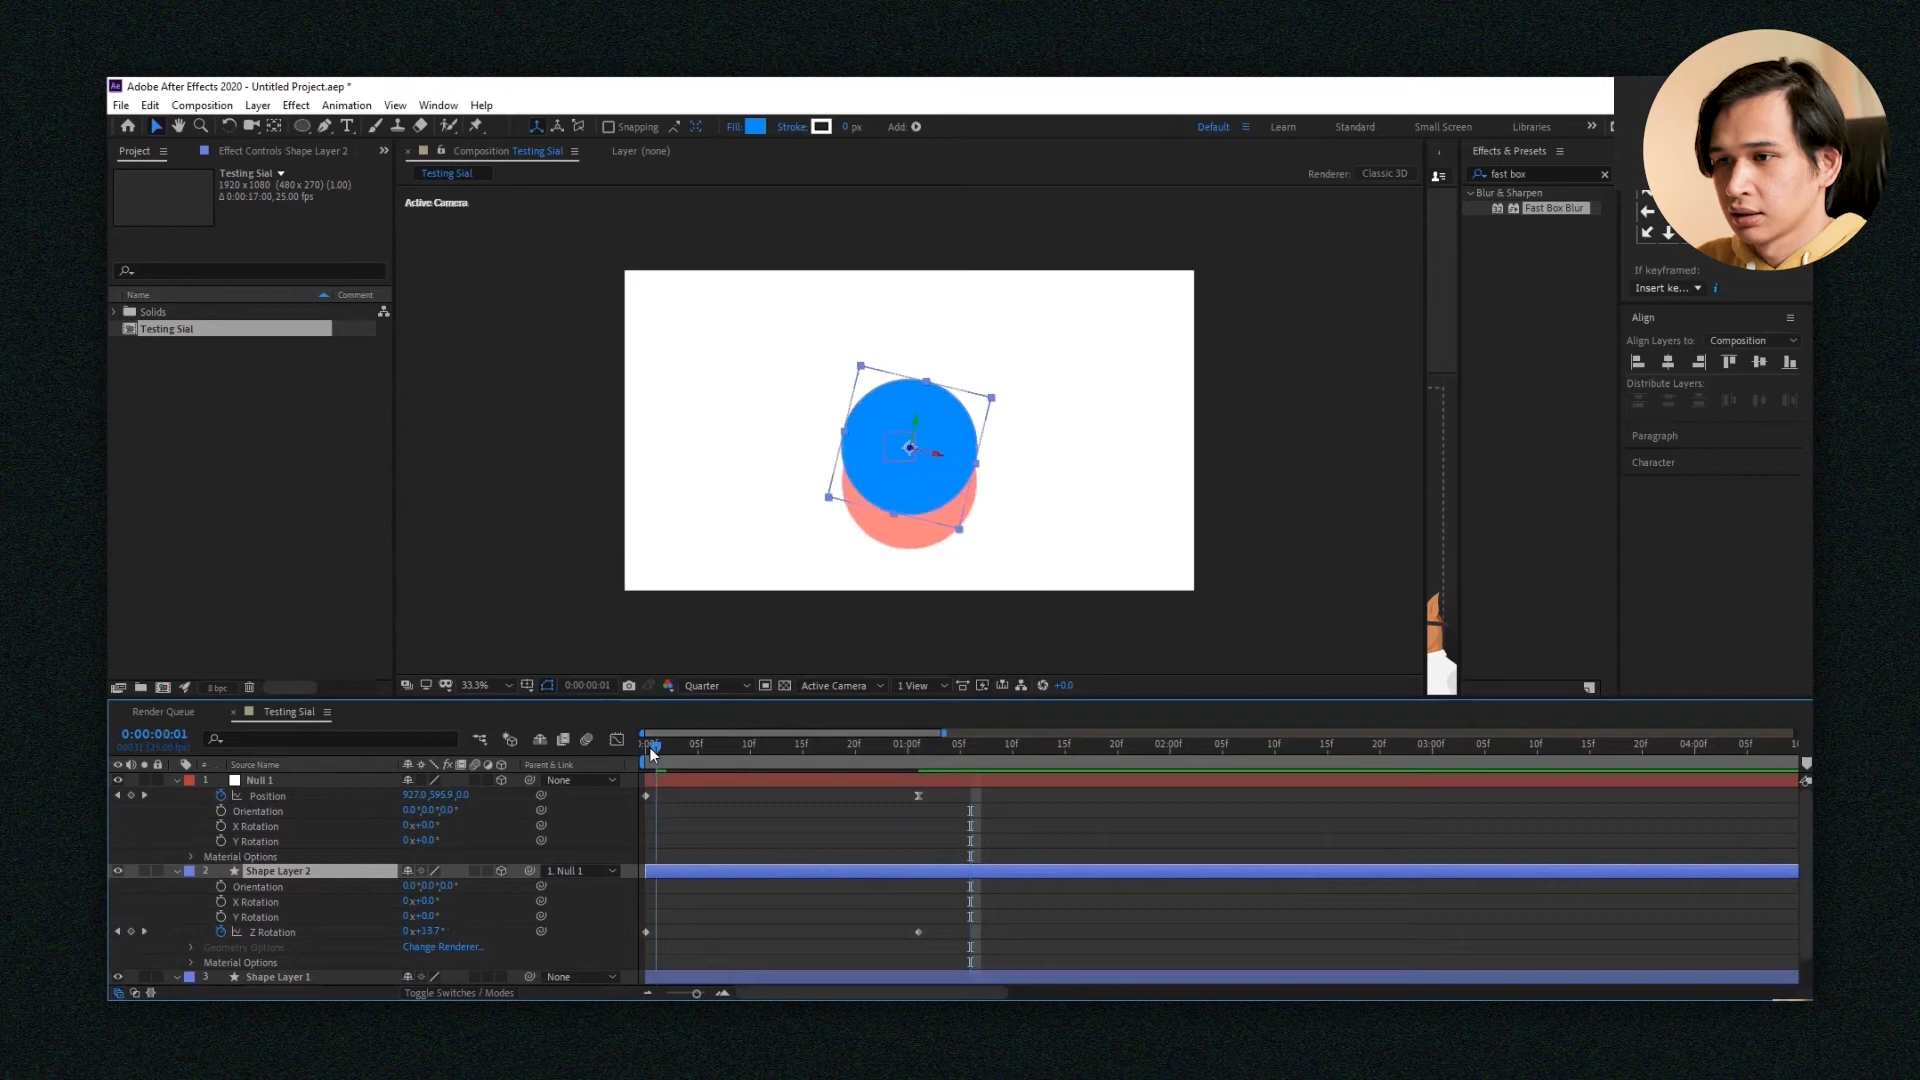 Adobe After Effects 2020 - Untitled Project.aep *
File Edit Composition Layer Effect Animation View Window Help
Snapping Fill: Stroke: 0 px Add: Default Learn Standard Small Screen Libraries
Project Effect Controls Shape Layer 2 Composition Testing Sial Layer (none) Effects & Presets
Testing Sial
1920 x 1080 (480 x 270) (1.00)
Δ 0:00:17:00, 25.00 fps
Testing Sial Renderer: Classic 3D fast box
Active Camera Blur & Sharpen
Fast Box Blur
If keyframed:
Insert ke...
Name Comment
Solids
Testing Sial
Align
Align Layers to: Composition
Distribute Layers:
Paragraph
Character
8 bpc 33.3% 0:00:00:01 Quarter Active Camera 1 View +0.0
Render Queue Testing Sial
0:00:00:01
00031 (25.00 fps)
05f 10f 15f 20f 01:00f 05f 10f 15f 20f 02:00f 05f 10f 15f 20f 03:00f 05f 10f 15f 20f 04:00f 05f
# Source Name Parent & Link
1 Null 1 None
Position 927.0,595.9,0.0
Orientation 0.0°,0.0°,0.0°
X Rotation 0x+0.0°
Y Rotation 0x+0.0°
Material Options
2 Shape Layer 2 1. Null 1
Orientation 0.0°,0.0°,0.0°
X Rotation 0x+0.0°
Y Rotation 0x+0.0°
Z Rotation 0x+13.7°
Geometry Options Change Renderer...
Material Options
3 Shape Layer 1 None
Toggle Switches / Modes